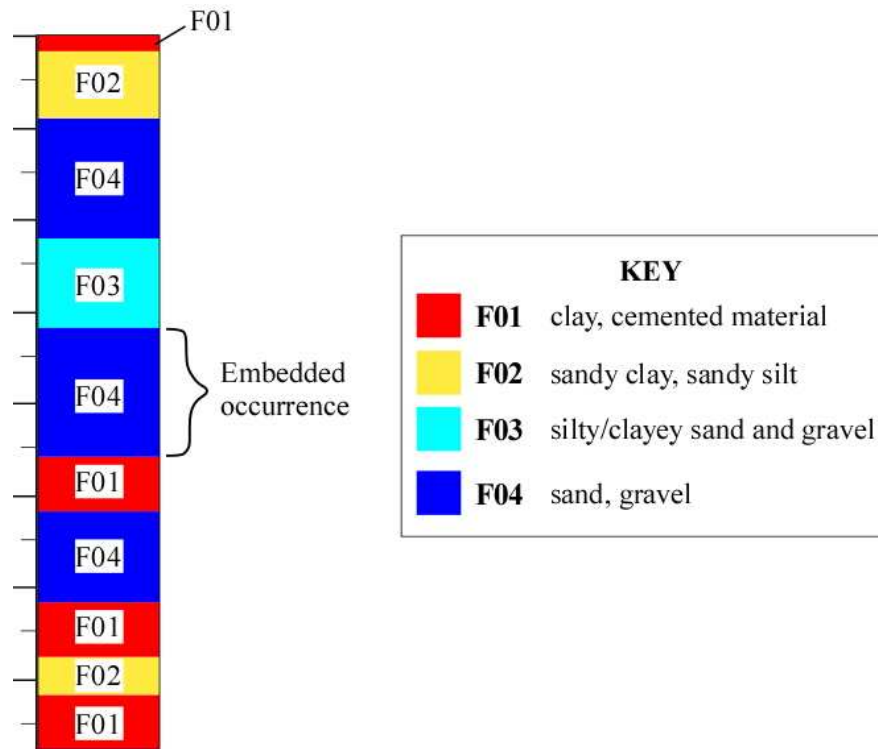 F01
F02
F04
F03
F04
Embedded
occurrence
F01
F04
F01
F02
F01
KEY
F01 clay, cemented material
F02 sandy clay, sandy silt
F03 silty/clayey sand and gravel
F04 sand, gravel